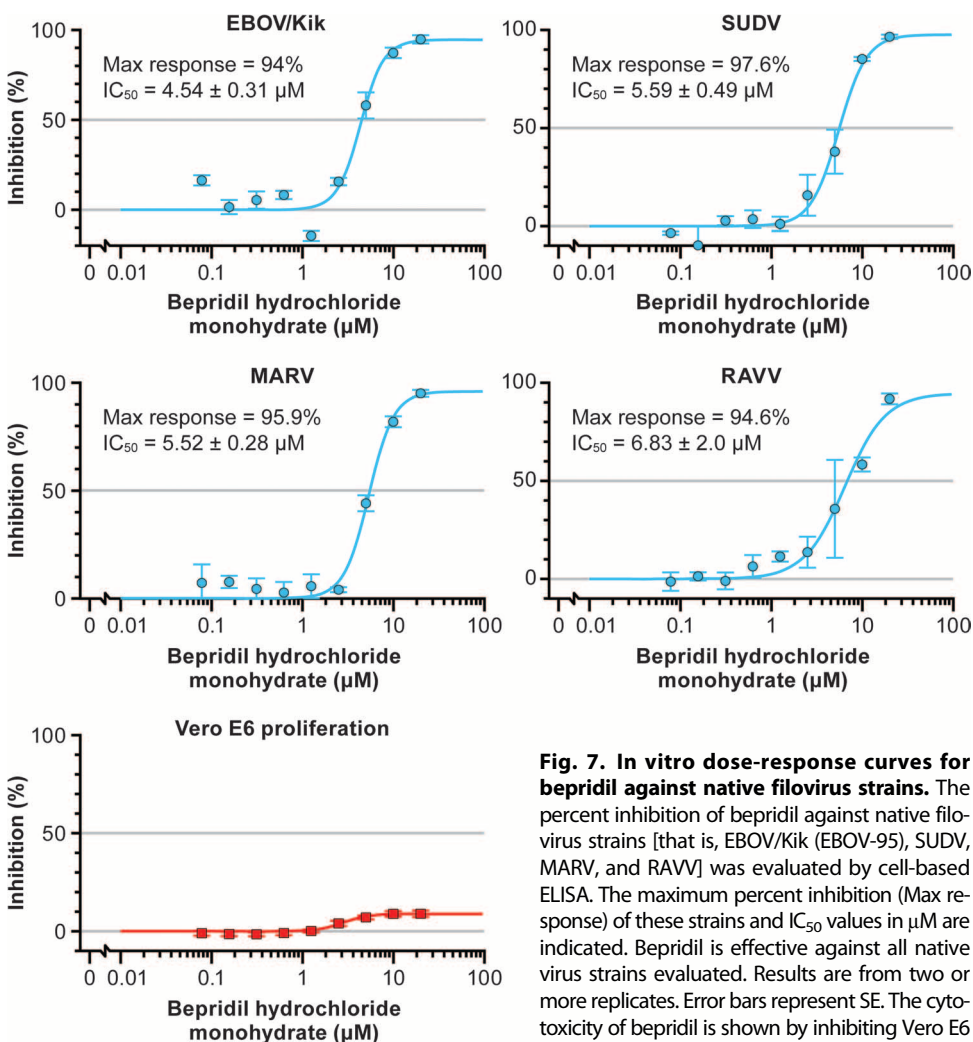 EBOV/Kik
100
50
0
Inhibition (%)
Max response = 94%
IC₅₀ = 4.54 ± 0.31 μM
0 0.01 0.1 1 10 100
Bepridil hydrochloride
monohydrate (μM)
SUDV
100
50
0
Max response = 97.6%
IC₅₀ = 5.59 ± 0.49 μM
0 0.01 0.1 1 10 100
Bepridil hydrochloride
monohydrate (μM)
MARV
100
50
0
Inhibition (%)
Max response = 95.9%
IC₅₀ = 5.52 ± 0.28 μM
0 0.01 0.1 1 10 100
Bepridil hydrochloride
monohydrate (μM)
RAVV
100
50
0
Max response = 94.6%
IC₅₀ = 6.83 ± 2.0 μM
0 0.01 0.1 1 10 100
Bepridil hydrochloride
monohydrate (μM)
Vero E6 proliferation
100
50
0
Inhibition (%)
0 0.01 0.1 1 10 100
Bepridil hydrochloride
monohydrate (μM)
Fig. 7. In vitro dose-response curves for
bepridil against native filovirus strains. The
percent inhibition of bepridil against native filo-
virus strains [that is, EBOV/Kik (EBOV-95), SUDV,
MARV, and RAVV] was evaluated by cell-based
ELISA. The maximum percent inhibition (Max re-
sponse) of these strains and IC₅₀ values in μM are
indicated. Bepridil is effective against all native
virus strains evaluated. Results are from two or
more replicates. Error bars represent SE. The cyto-
toxicity of bepridil is shown by inhibiting Vero E6